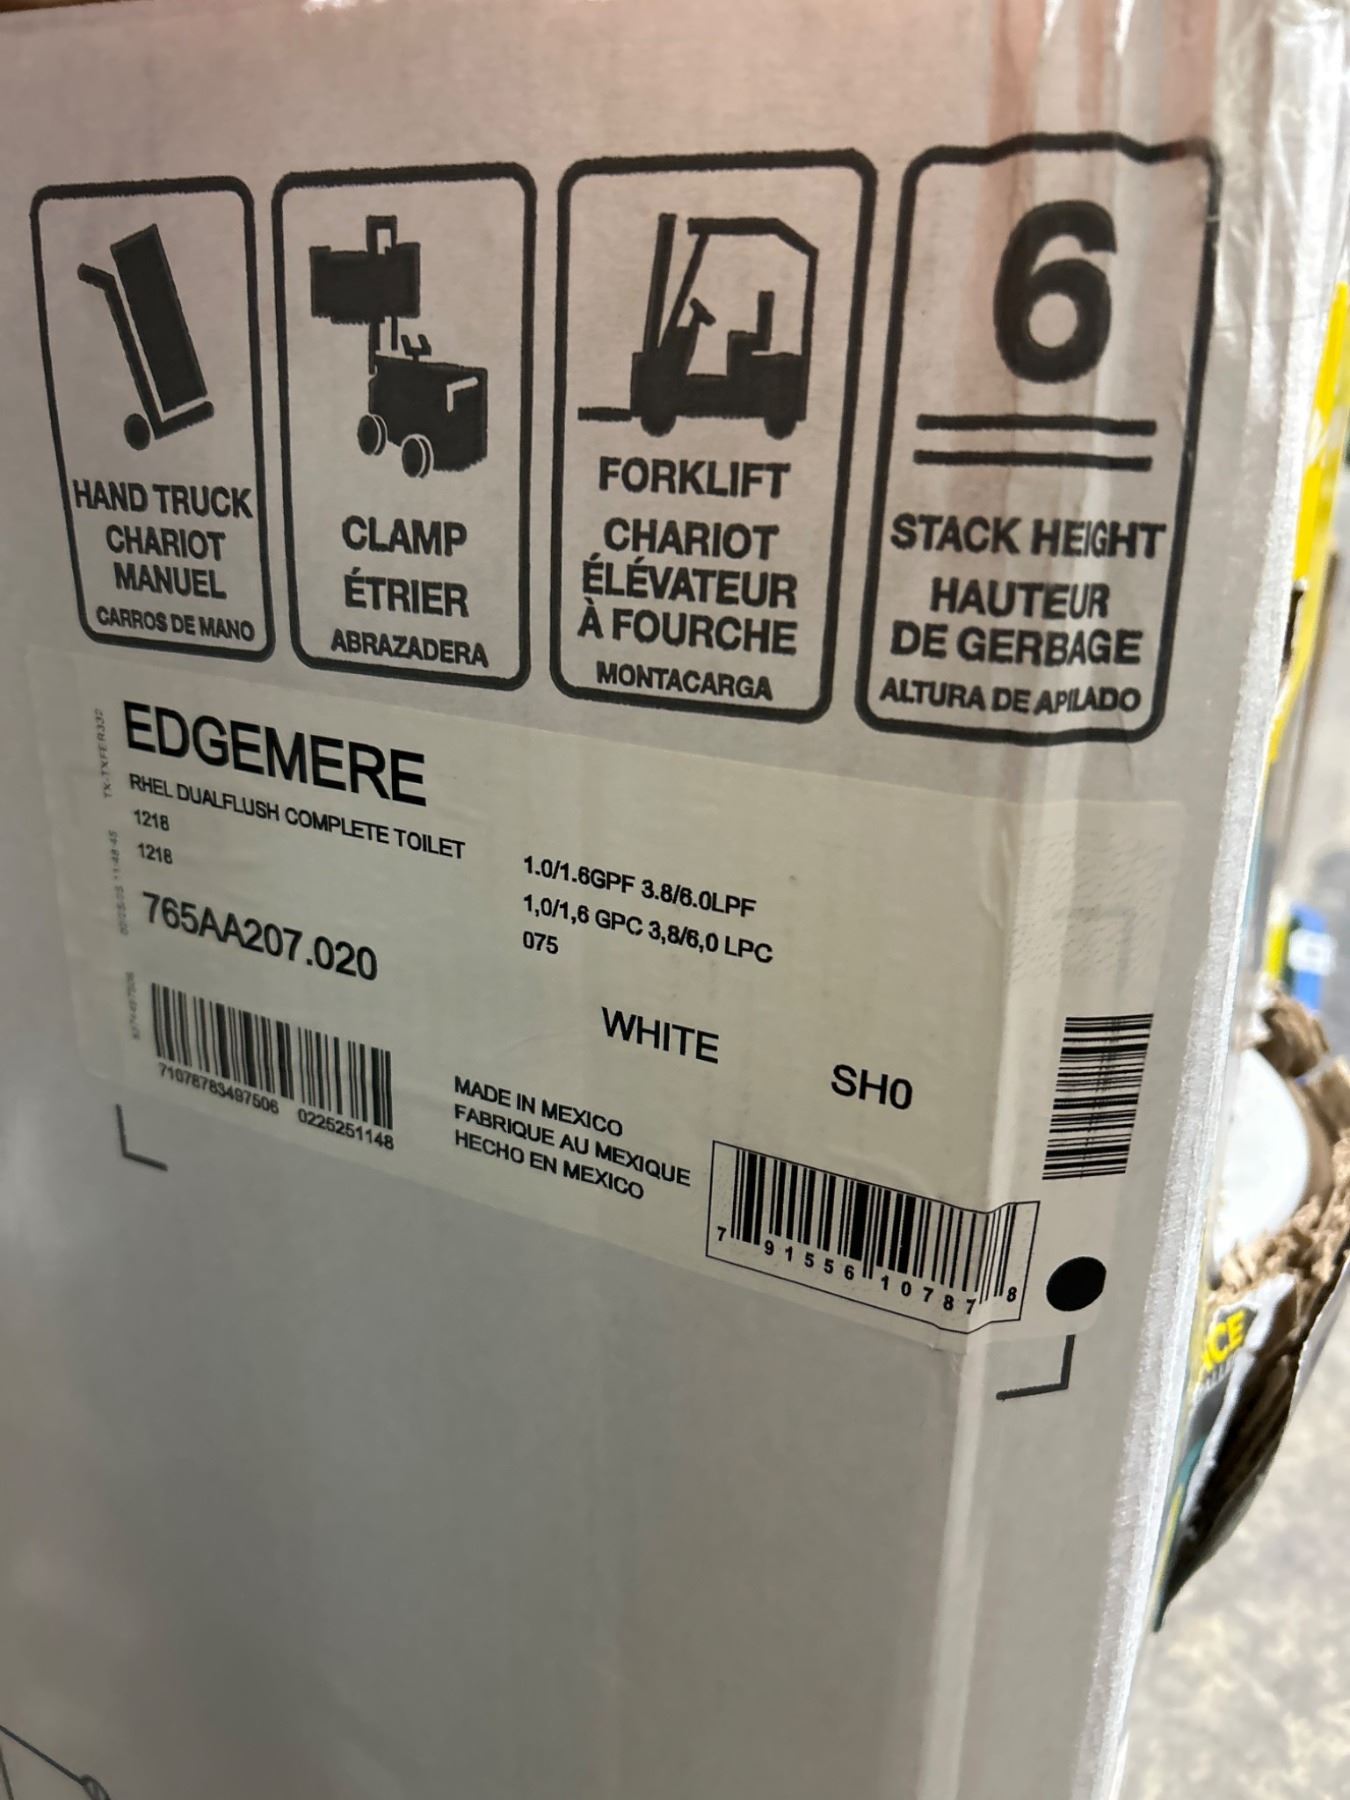 6
HAND TRUCK
CHARIOT
MANUEL
CARROS DE MANO
CLAMP
ÉTRIER
ABRAZADERA
FORKLIFT
CHARIOT
ÉLÉVATEUR
À FOURCHE
MONTACARGA
STACK HEIGHT
HAUTEUR
DE GERBAGE
ALTURA DE APILADO
EDGEMERE
RHEL DUALFLUSH COMPLETE TOILET
1218
1218
1.0/1.6GPF 3.8/6.0LPF
1,0/1,6 GPC 3,8/6,0 LPC
075
765AA207.020
WHITE
SH0
71078783497506 0225251148
MADE IN MEXICO
FABRIQUE AU MEXIQUE
HECHO EN MEXICO
7 91556 10787 8